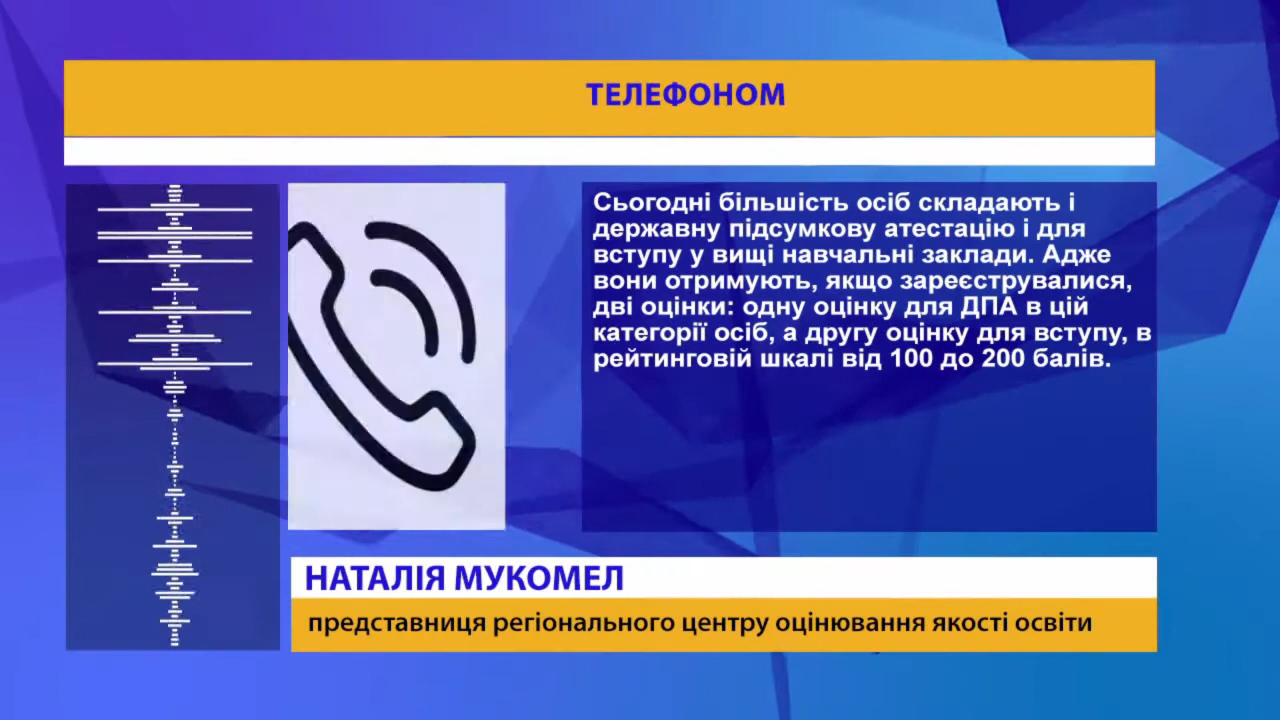 ТЕЛЕФОНОМ
Сьогодні більшість осіб складають і
державну підсумкову атестацію і для
вступу у вищі навчальні заклади. Адже
вони отримують, якщо зареєструвалися,
дві оцінки: одну оцінку для ДПА в цій
категорії осіб, а другу оцінку для вступу, в
рейтинговій шкалі від 100 до 200 балів.
НАТАЛІЯ МУКОМЕЛ
представниця регіонального центру оцінювання якості освіти